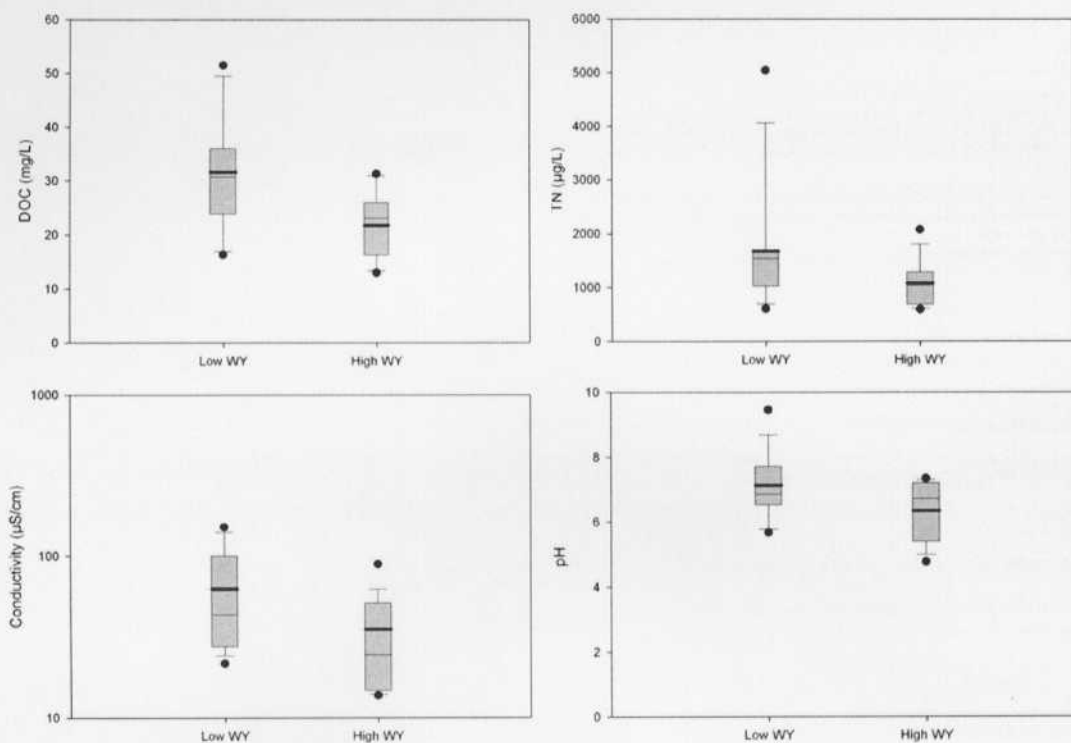 60
50
40
30
20
10
0
DOC (mg/L)
Low WY
High WY
6000
5000
4000
3000
2000
1000
0
TN (µg/L)
Low WY
High WY
1000
100
10
Conductivity (µS/cm)
Low WY
High WY
10
8
6
4
2
0
pH
Low WY
High WY